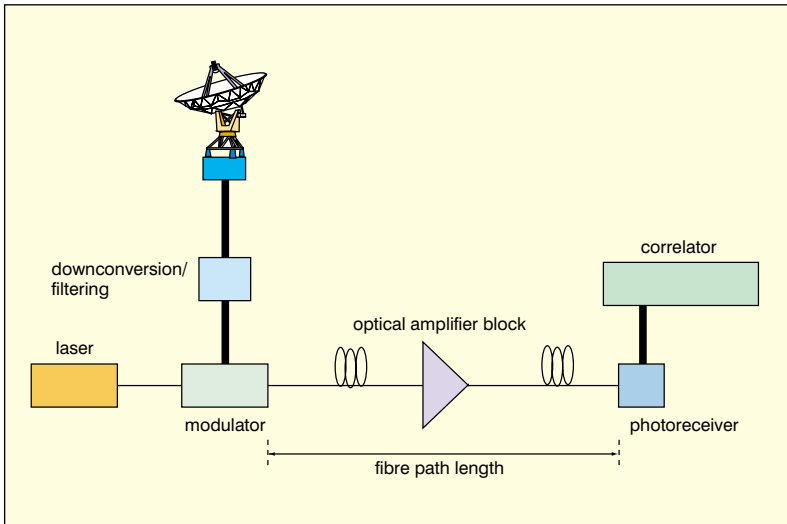 downconversion/
filtering
correlator
optical amplifier block
laser
modulator
photoreceiver
fibre path length